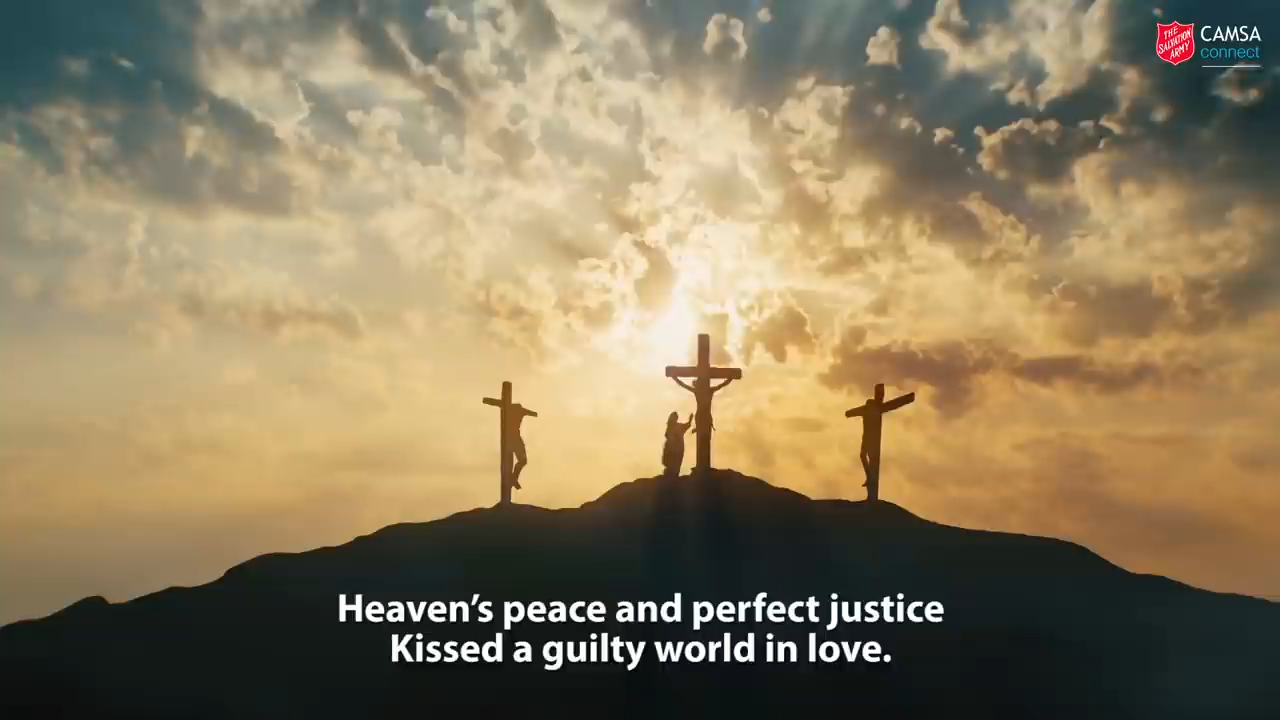 THE
SALVATION
ARMY
CAMSA
connect
Heaven's peace and perfect justice
Kissed a guilty world in love.